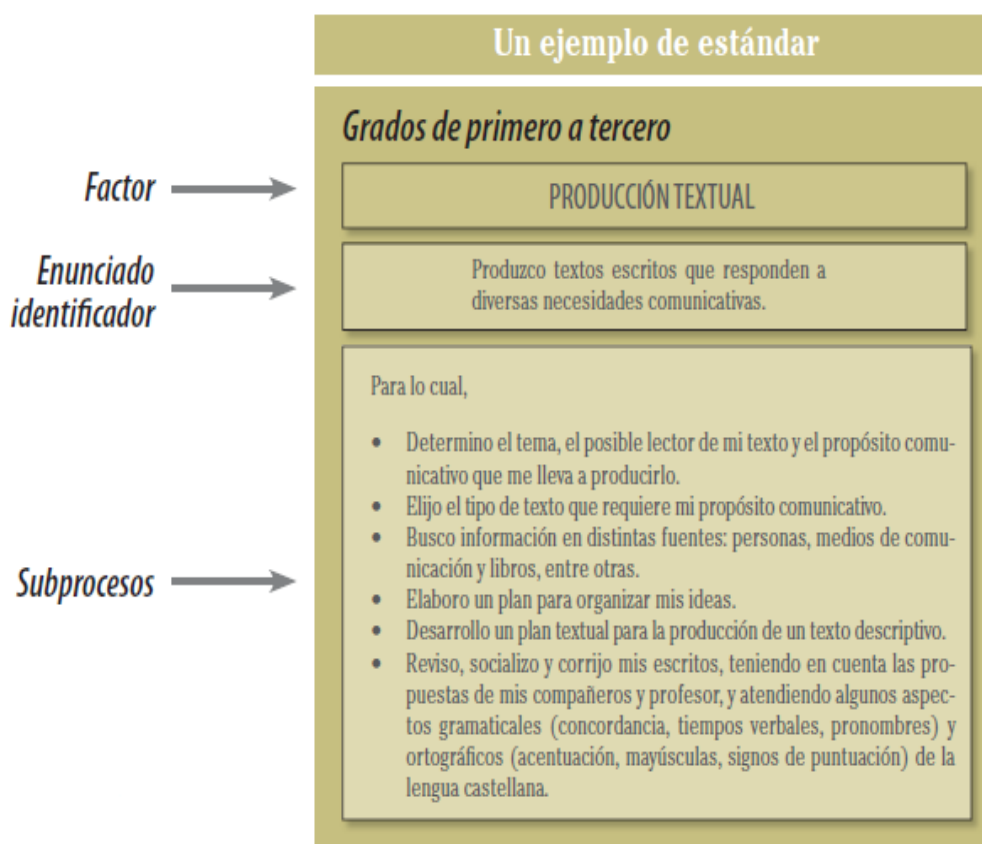 Un ejemplo de estándar
Grados de primero a tercero
Factor
PRODUCCIÓN TEXTUAL
Enunciado
identificador
Produzco textos escritos que responden a
diversas necesidades comunicativas.
Subprocesos
Para lo cual,
• Determino el tema, el posible lector de mi texto y el propósito comu-
nicativo que me lleva a producirlo.
• Elijo el tipo de texto que requiere mi propósito comunicativo.
• Busco información en distintas fuentes: personas, medios de comu-
nicación y libros, entre otras.
• Elaboro un plan para organizar mis ideas.
• Desarrollo un plan textual para la producción de un texto descriptivo.
• Reviso, socializo y corrijo mis escritos, teniendo en cuenta las pro-
puestas de mis compañeros y profesor, y atendiendo algunos aspec-
tos gramaticales (concordancia, tiempos verbales, pronombres) y
ortográficos (acentuación, mayúsculas, signos de puntuación) de la
lengua castellana.